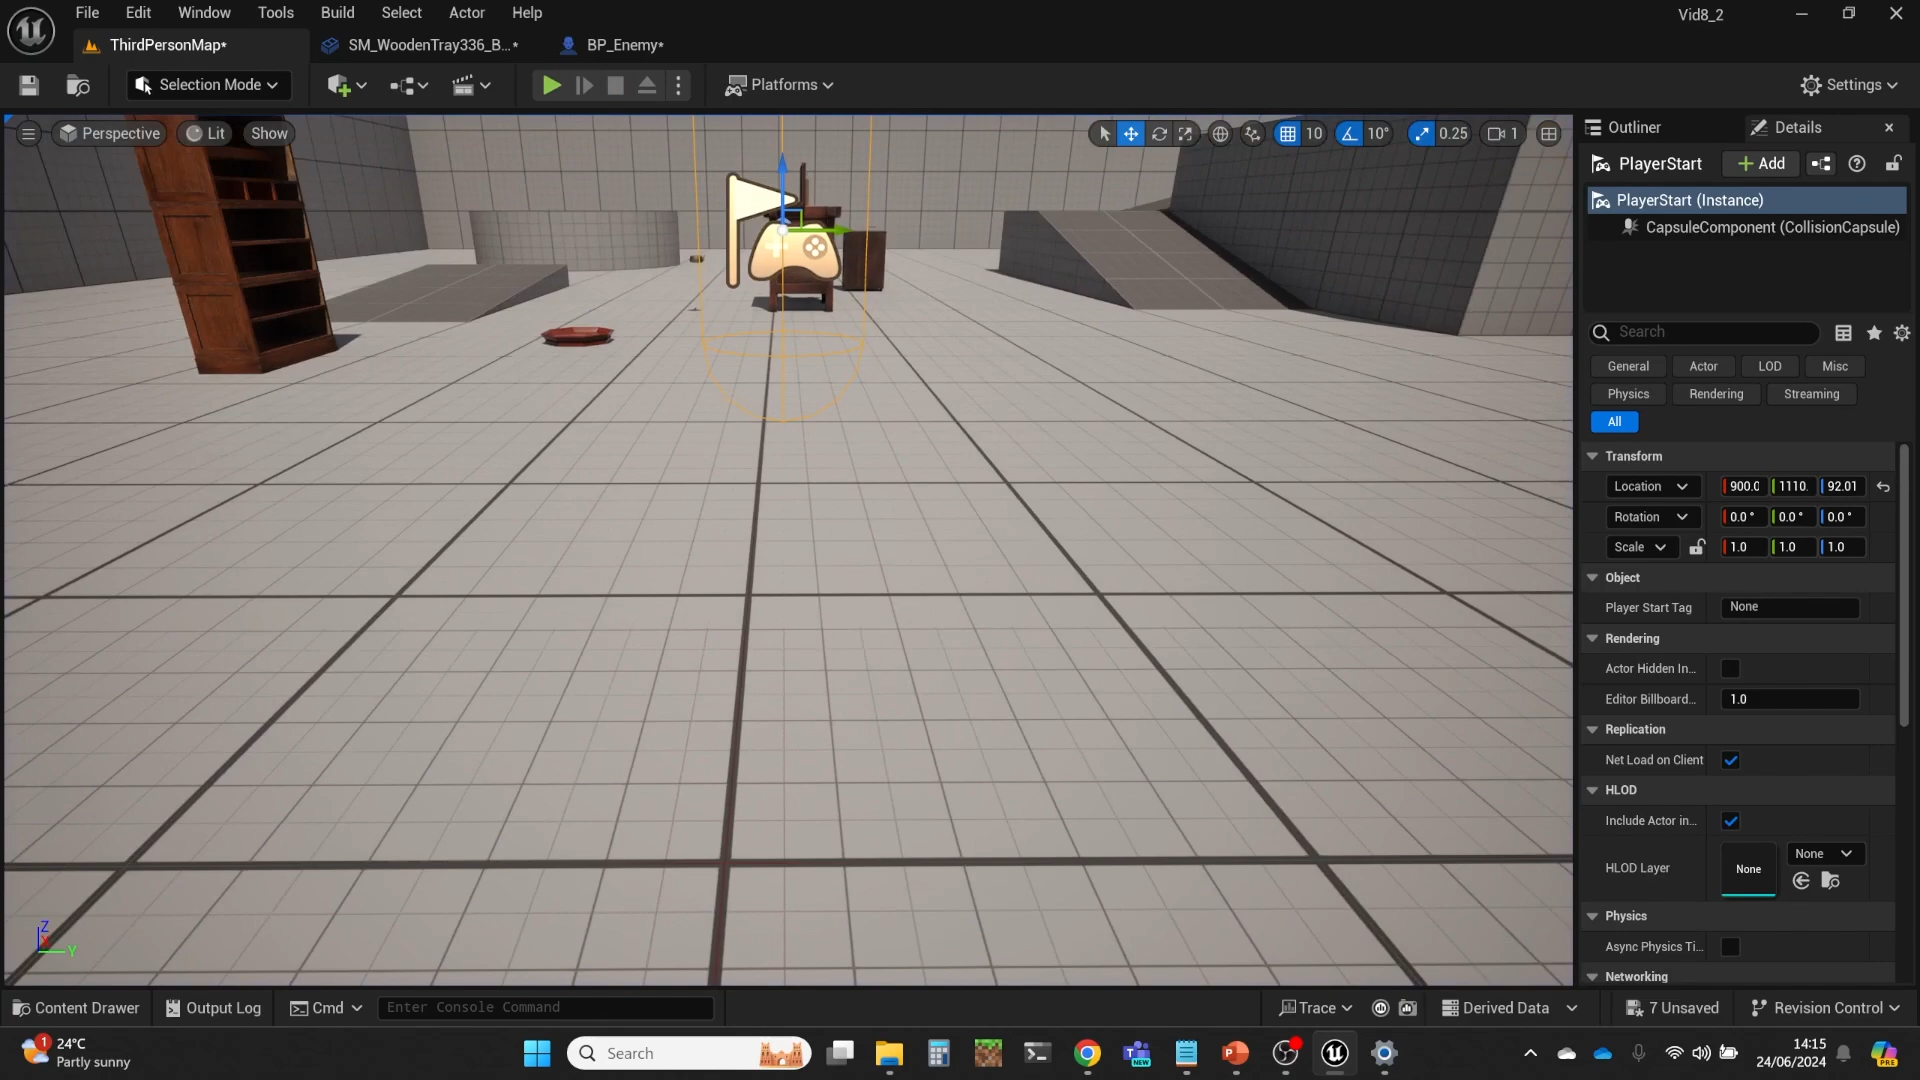 File Edit Window Tools Build Select Actor Help
Vid8_2
ThirdPersonMap*
SM_WoodenTray336_B...*
BP_Enemy*
Selection Mode
Platforms
Settings
Perspective
Lit
Show
10
10°
0.25
1
Outliner
Details
PlayerStart
Add
PlayerStart (Instance)
CapsuleComponent (CollisionCapsule)
Search
General
Actor
LOD
Misc
Physics
Rendering
Streaming
All
Transform
Location 900.0 1110. 92.01
Rotation 0.0 ° 0.0 ° 0.0 °
Scale 1.0 1.0 1.0
Object
Player Start Tag None
Rendering
Actor Hidden In...
Editor Billboard... 1.0
Replication
Net Load on Client
HLOD
Include Actor in...
HLOD Layer None None
Physics
Async Physics Ti...
Networking
Z
X
Y
Content Drawer
Output Log
Cmd
Enter Console Command
Trace
Derived Data
7 Unsaved
Revision Control
1
24°C
Partly sunny
Search
NEW
14:15
24/06/2024
PRE